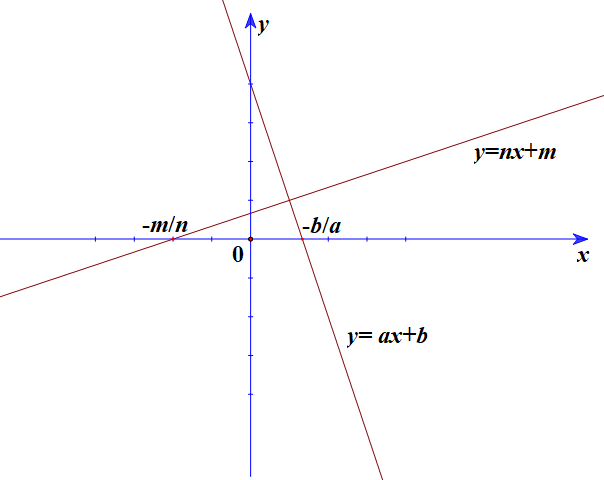 y
y=nx+m
-m/n
-b/a
0
x
y= ax+b